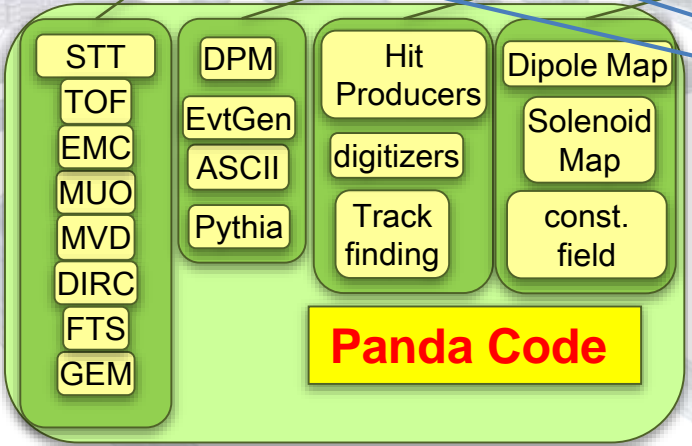 STT
TOF
EMC
MUO
MVD
DIRC
FTS
GEM
DPM
EvtGen
ASCII
Pythia
Hit
Producers
digitizers
Track
finding
Dipole Map
Solenoid
Map
const.
field
Panda Code